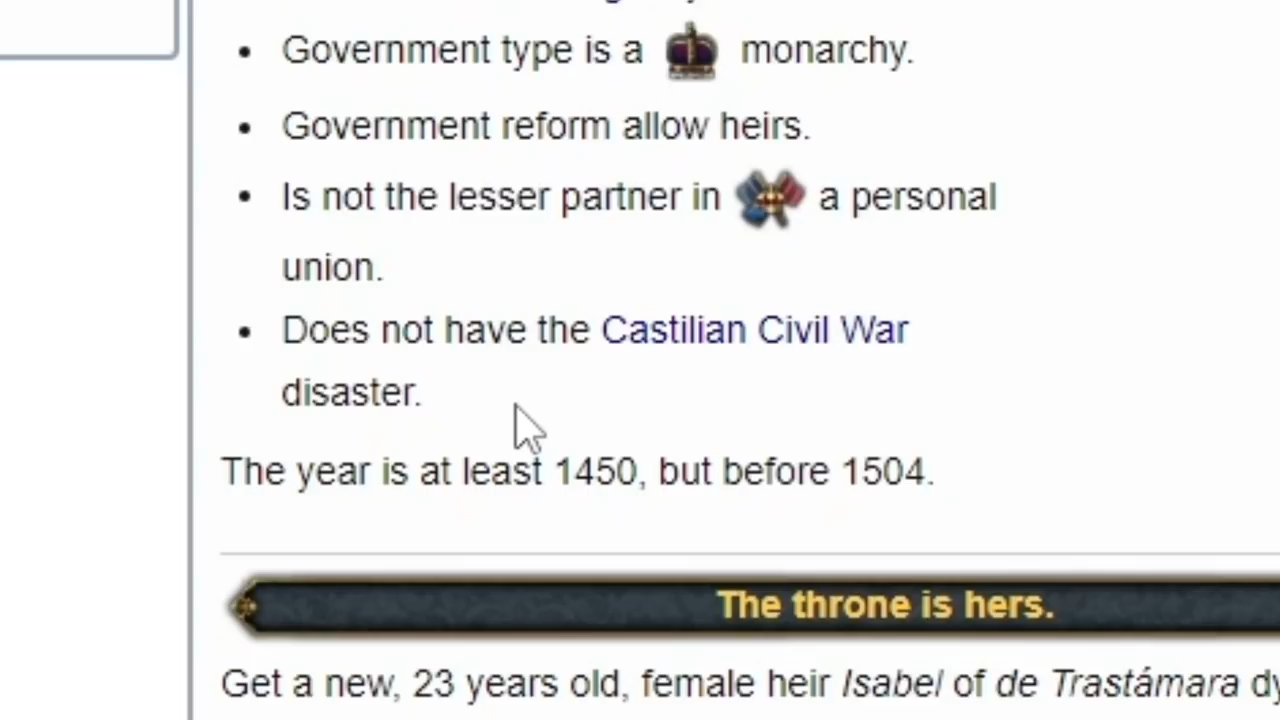 Government type is a monarchy.
Government reform allow heirs.
Is not the lesser partner in a personal
union.
Does not have the Castilian Civil War
disaster.
The year is at least 1450, but before 1504.
The throne is hers.
Get a new, 23 years old, female heir Isabel of de Trastámara